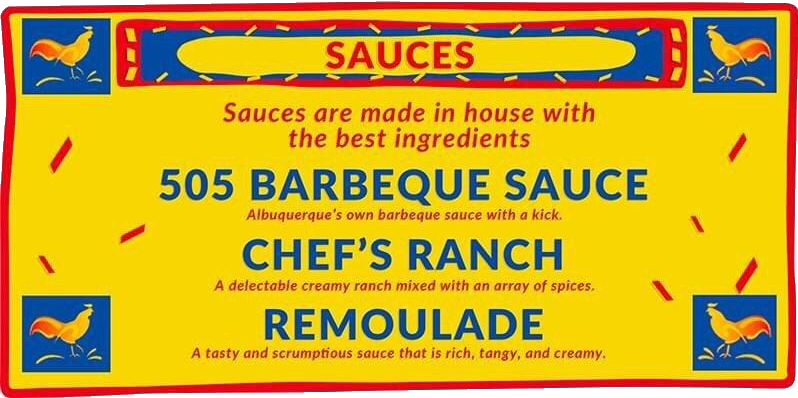 SAUCES
Sauces are made in house with
the best ingredients
505 BARBEQUE SAUCE
Albuquerque's own barbeque sauce with a kick.
CHEF'S RANCH
A delectable creamy ranch mixed with an array of spices.
REMOULADE
A tasty and scrumptious sauce that is rich, tangy, and creamy.